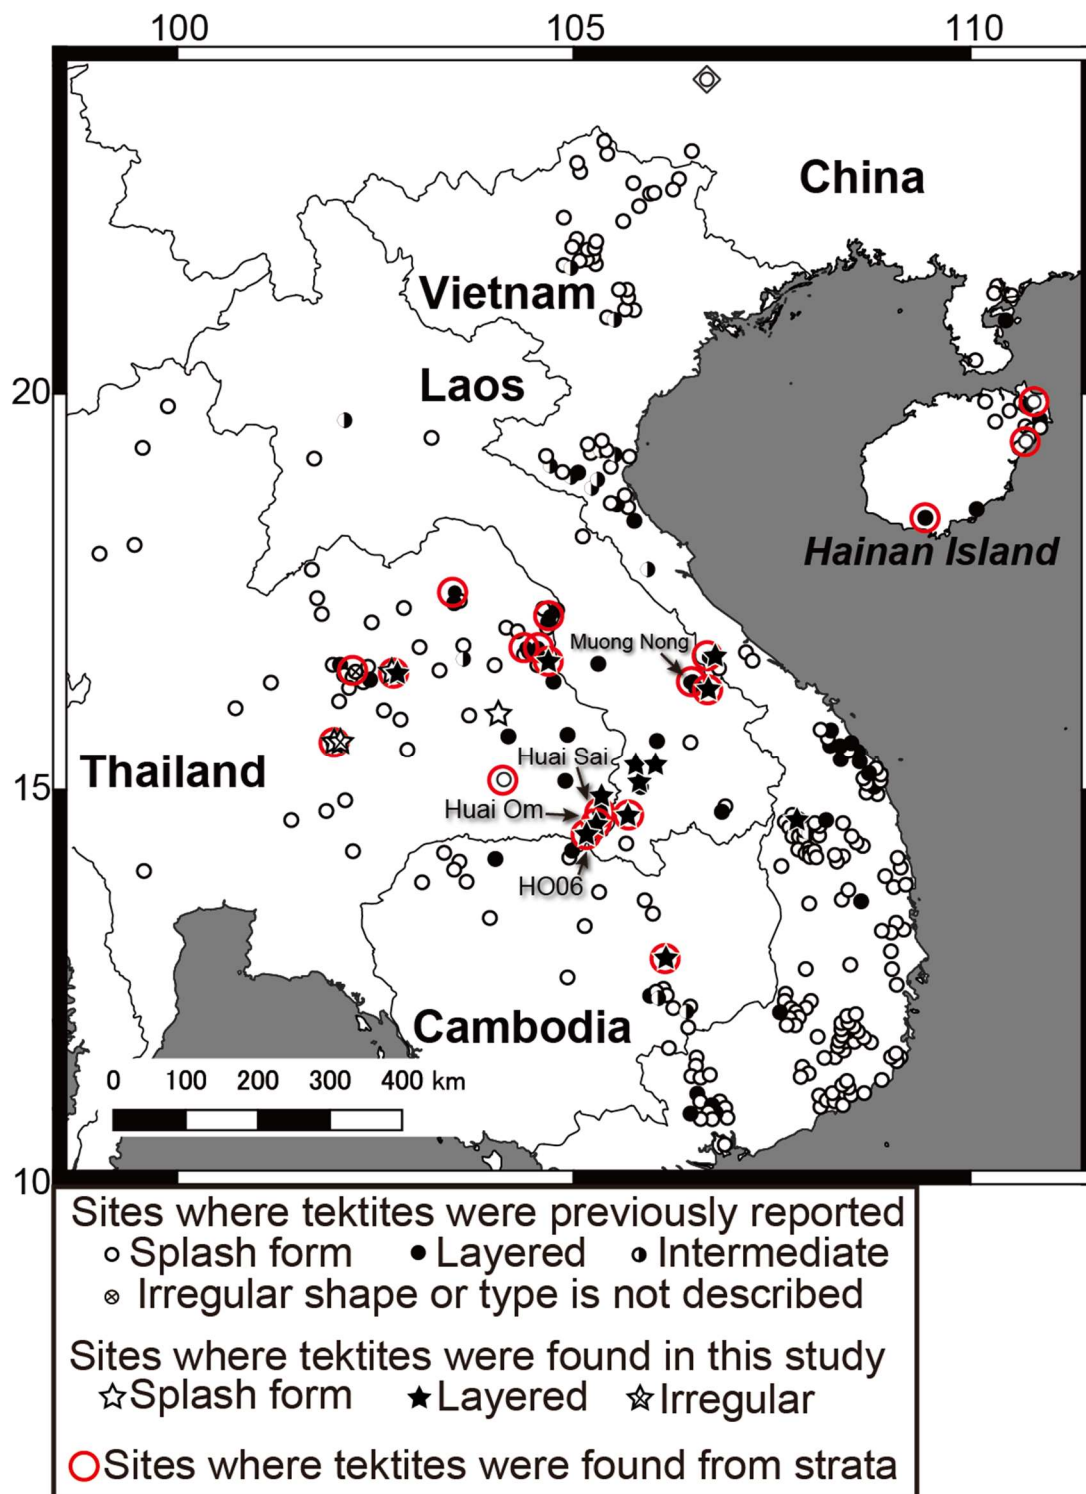 100 105 110
China
Vietnam
Laos
20
Hainan Island
Muong Nong
Thailand
Huai Sai
15
Huai Om
HO06
Cambodia
0 100 200 300 400 km
10
Sites where tektites were previously reported
Splash form Layered Intermediate
Irregular shape or type is not described
Sites where tektites were found in this study
Splash form Layered Irregular
Sites where tektites were found from strata